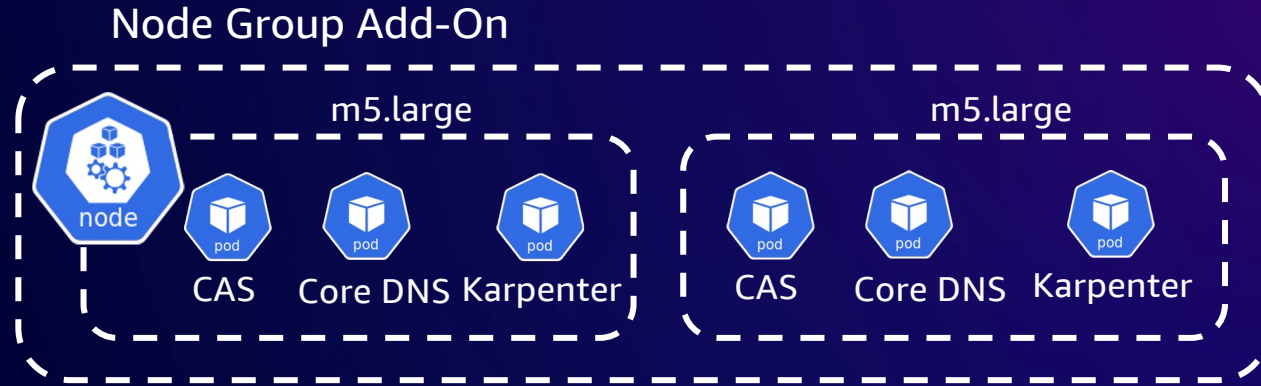 Node Group Add-On
m5.large
m5.large
node
pod
pod
pod
pod
pod
pod
CAS
Core DNS
Karpenter
CAS
Core DNS
Karpenter